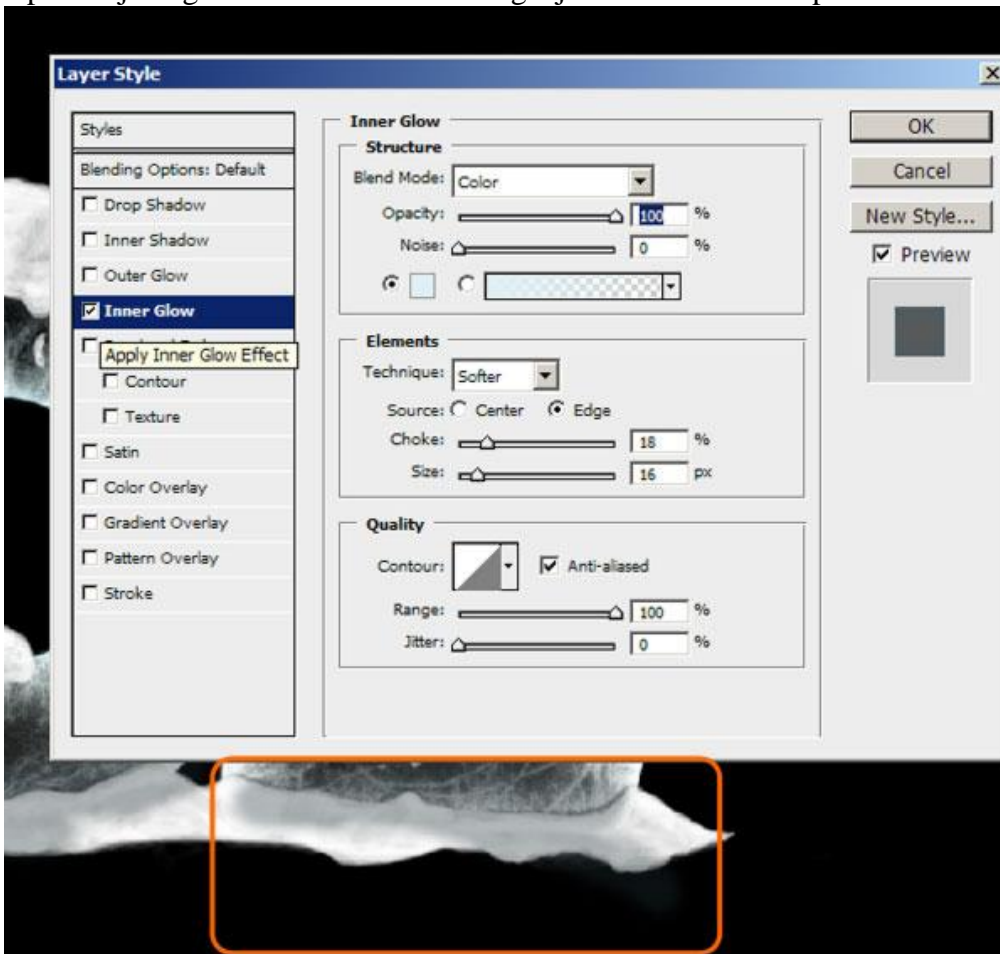 Layer Style
Styles
Blending Options: Default
Drop Shadow
Inner Shadow
Outer Glow
Inner Glow
Apply Inner Glow Effect
Contour
Texture
Satin
Color Overlay
Gradient Overlay
Pattern Overlay
Stroke
Inner Glow
Structure
Blend Mode: Color
Opacity: 100 %
Noise: 0 %
Elements
Technique: Softer
Source: Center Edge
Choke: 18 %
Size: 16 px
Quality
Contour: Anti-aliased
Range: 100 %
Jitter: 0 %
OK
Cancel
New Style...
Preview